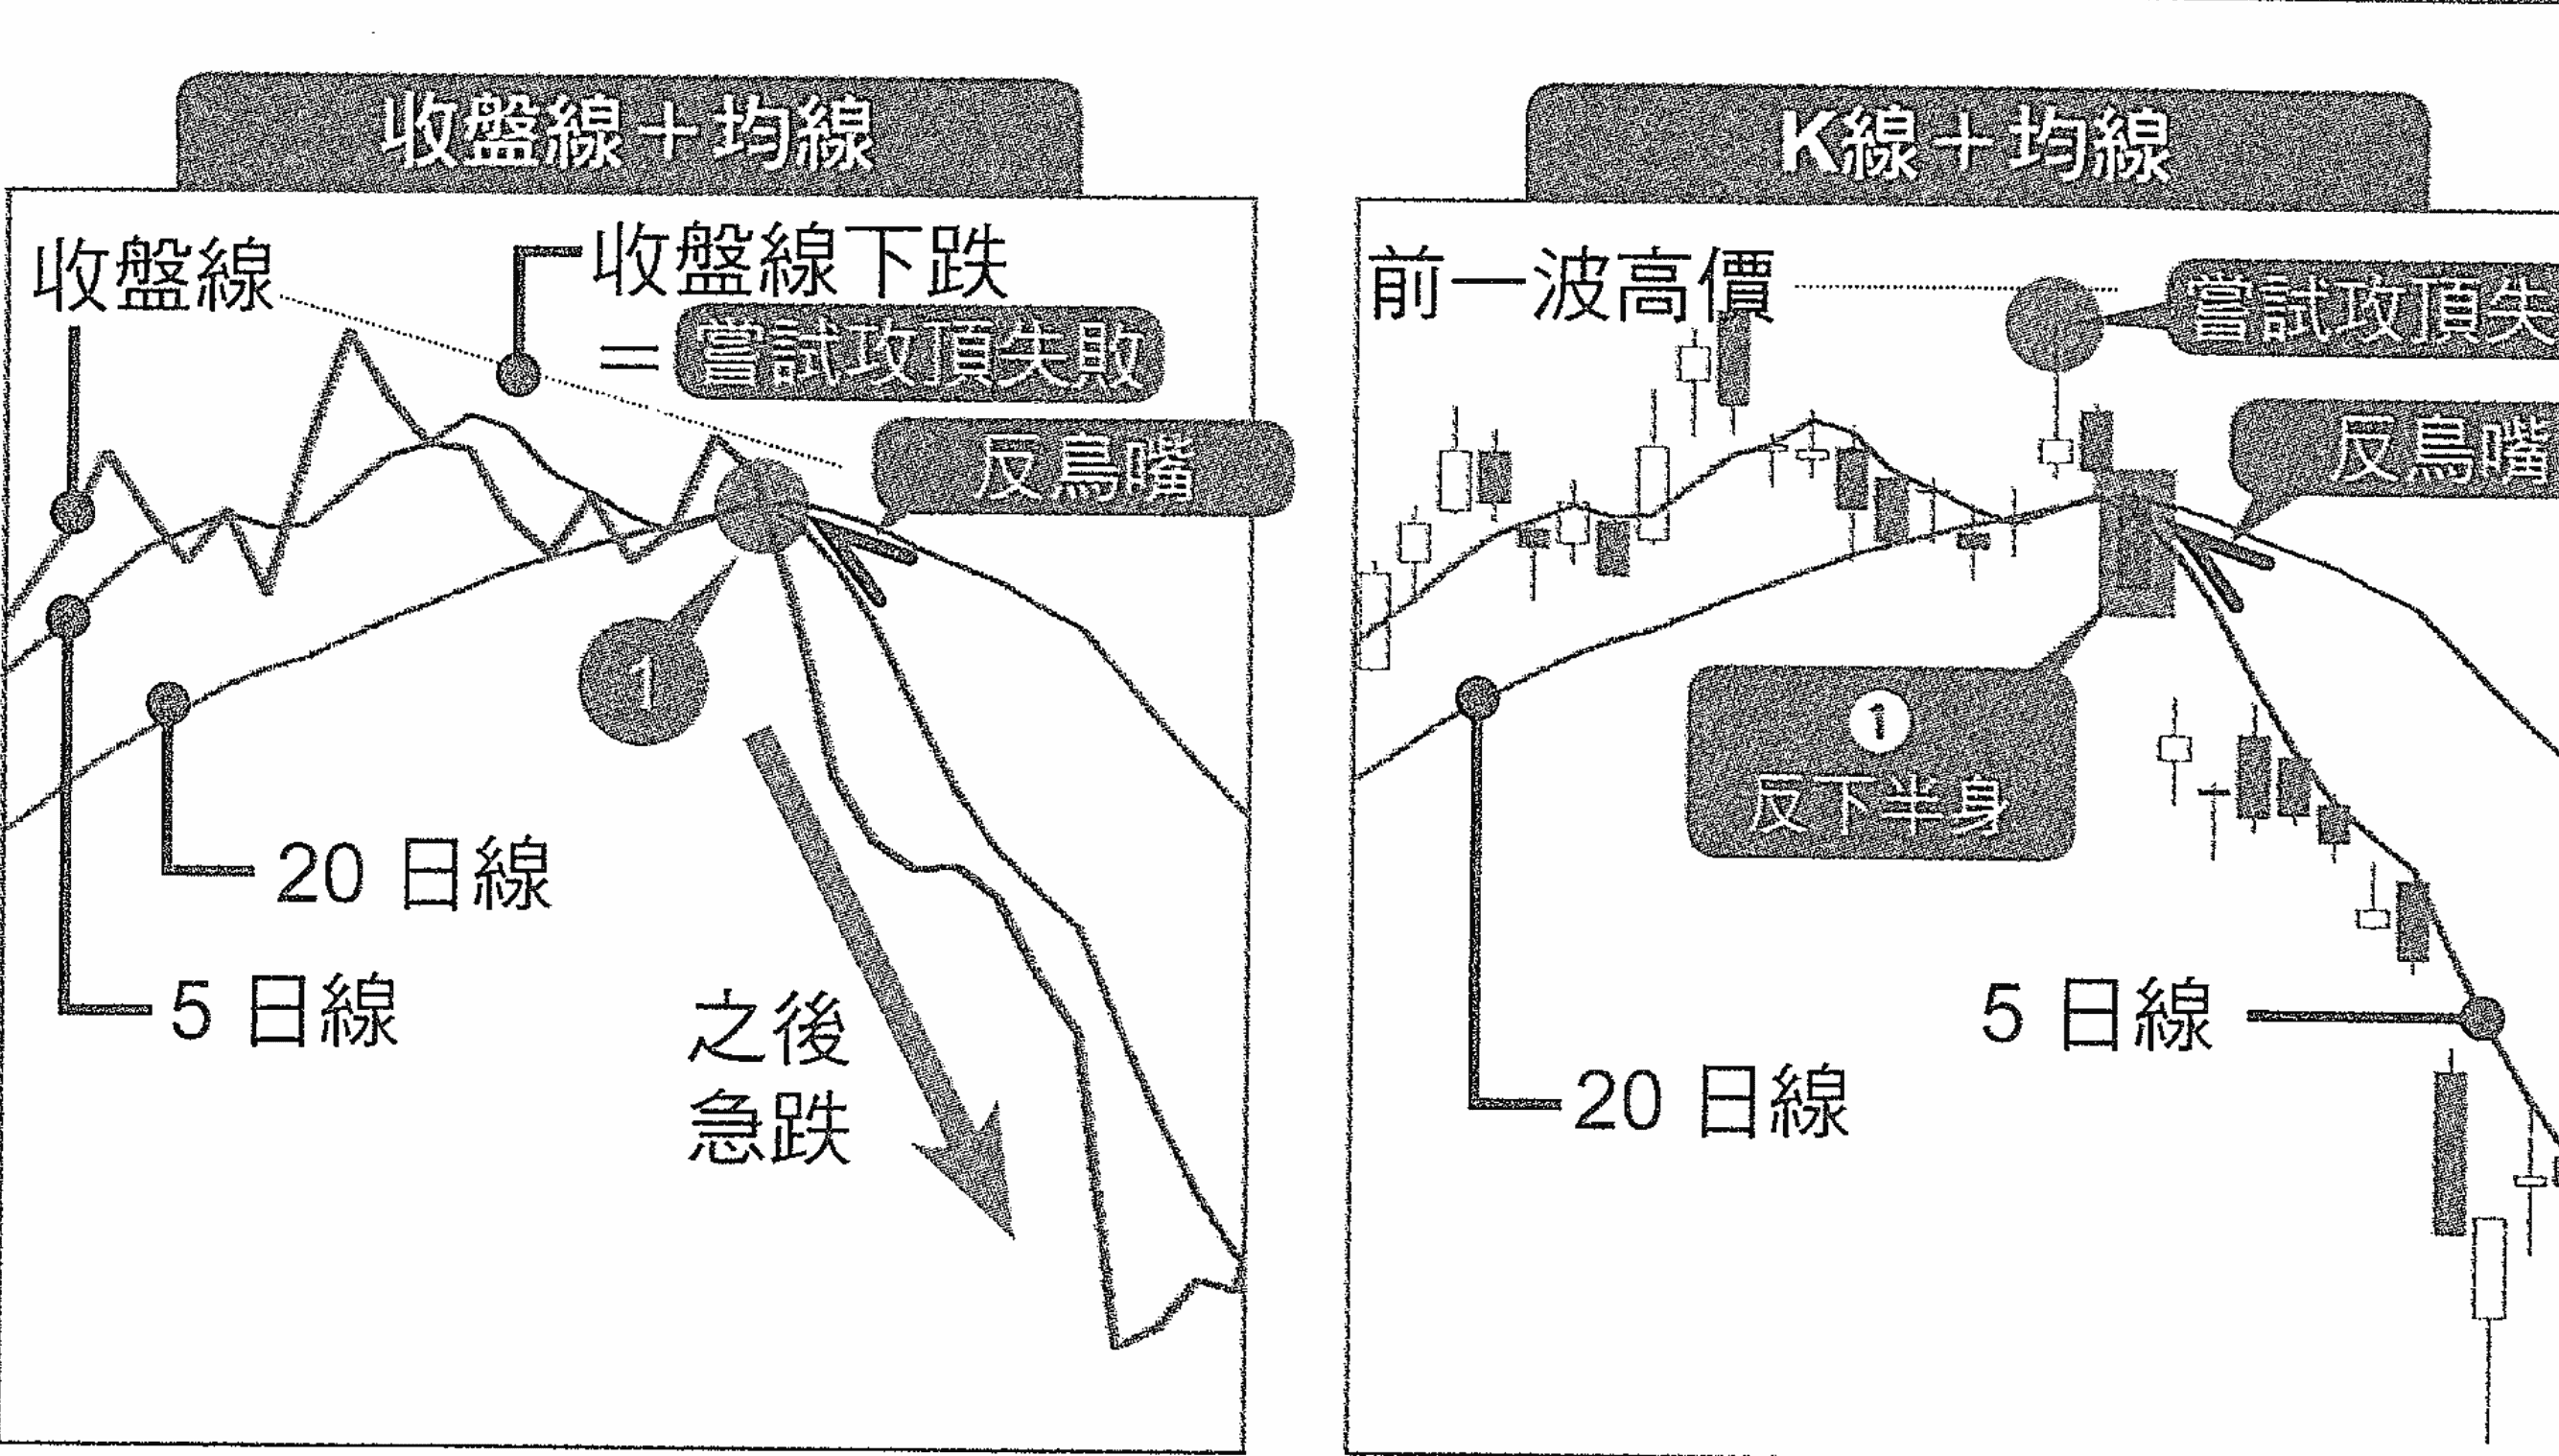 收盤線＋均線
收盤線
收盤線下跌
＝嘗試攻頂失敗
反鳥嘴
1
20 日線
5 日線
之後
急跌
K線＋均線
前一波高價
嘗試攻頂失
反鳥嘴
1
反下半身
5 日線
20 日線